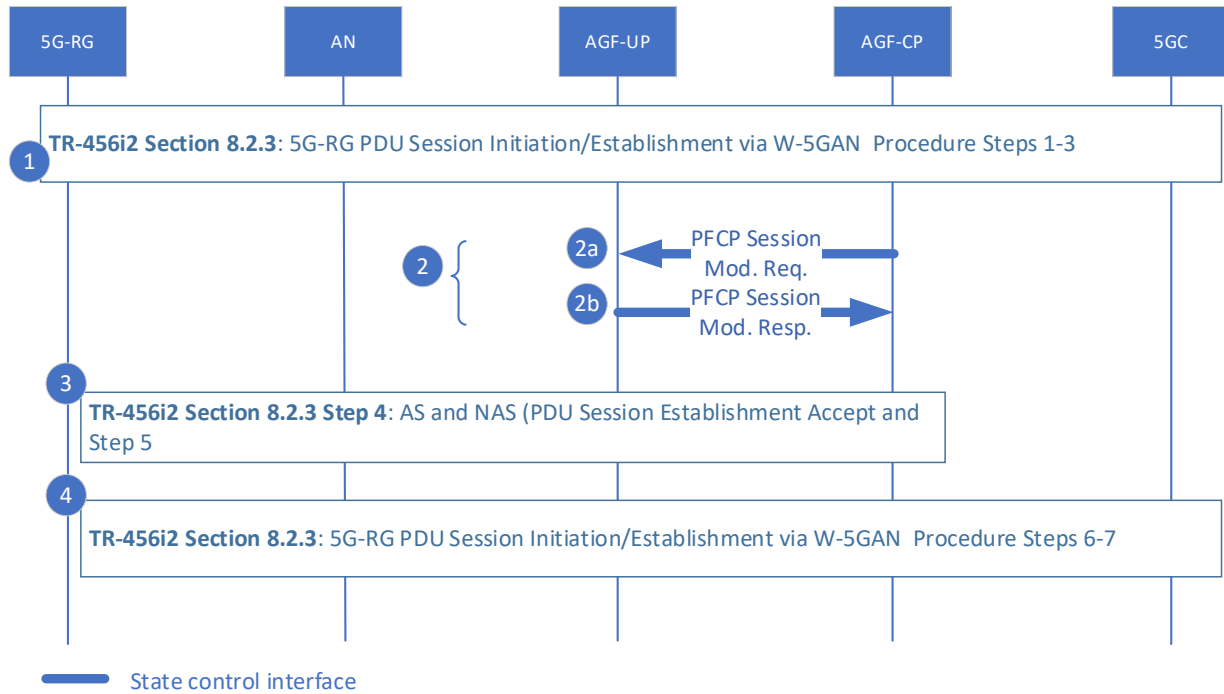 5G-RG
AN
AGF-UP
AGF-CP
5GC
TR-456i2 Section 8.2.3: 5G-RG PDU Session Initiation/Establishment via W-5GAN Procedure Steps 1-3
1
2
2a
PFCP Session
Mod. Req.
2b
PFCP Session
Mod. Resp.
3
TR-456i2 Section 8.2.3 Step 4: AS and NAS (PDU Session Establishment Accept and
Step 5
4
TR-456i2 Section 8.2.3: 5G-RG PDU Session Initiation/Establishment via W-5GAN Procedure Steps 6-7
State control interface